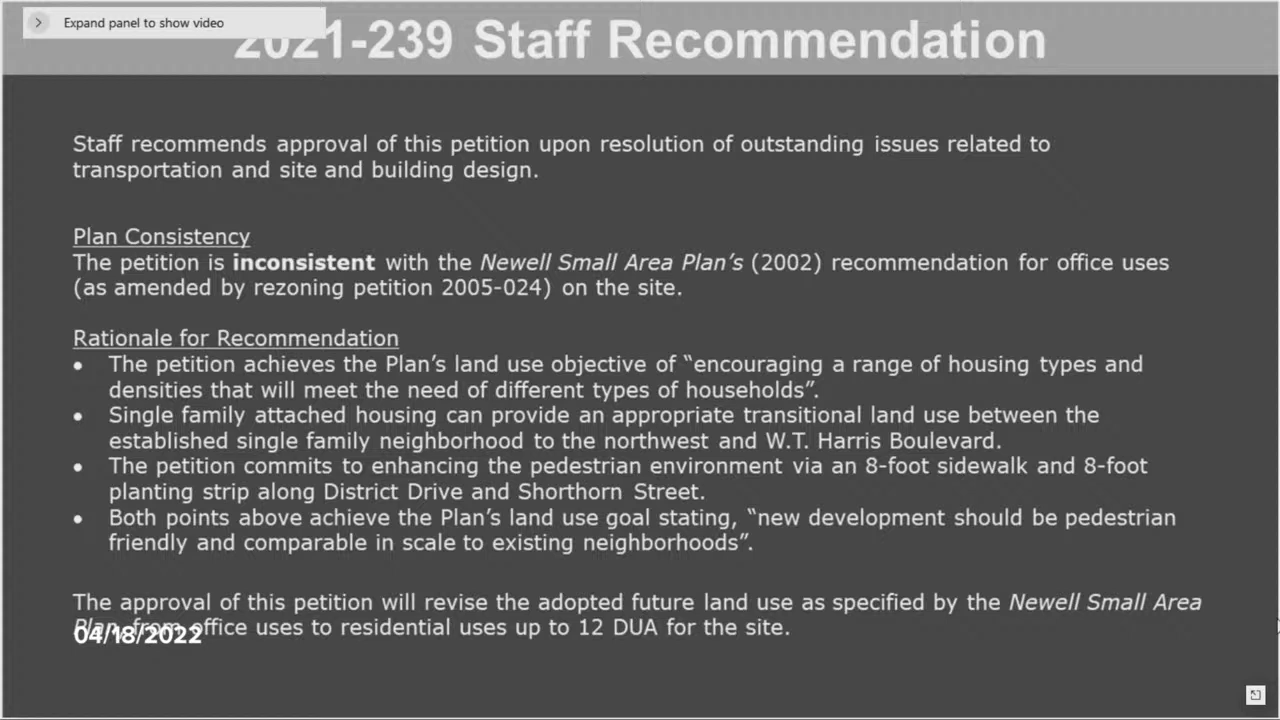 Expand panel to show video
2021-239 Staff Recommendation
Staff recommends approval of this petition upon resolution of outstanding issues related to
transportation and site and building design.
Plan Consistency
The petition is inconsistent with the Newell Small Area Plan’s (2002) recommendation for office uses
(as amended by rezoning petition 2005-024) on the site.
Rationale for Recommendation
• The petition achieves the Plan’s land use objective of “encouraging a range of housing types and
densities that will meet the need of different types of households”.
• Single family attached housing can provide an appropriate transitional land use between the
established single family neighborhood to the northwest and W.T. Harris Boulevard.
• The petition commits to enhancing the pedestrian environment via an 8-foot sidewalk and 8-foot
planting strip along District Drive and Shorthorn Street.
• Both points above achieve the Plan’s land use goal stating, “new development should be pedestrian
friendly and comparable in scale to existing neighborhoods”.
The approval of this petition will revise the adopted future land use as specified by the Newell Small Area
Plan, from office uses to residential uses up to 12 DUA for the site.
04/18/2022